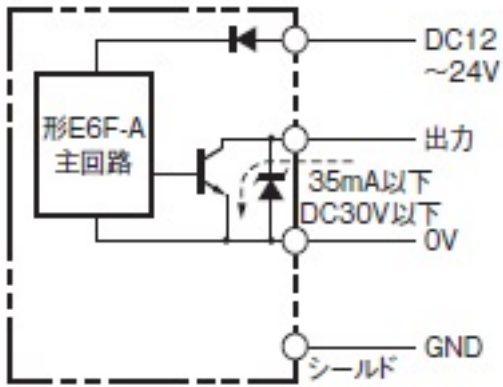 DC12
～24V
形E6F-A
主回路
出力
35mA以下
DC30V以下
0V
GND
シールド